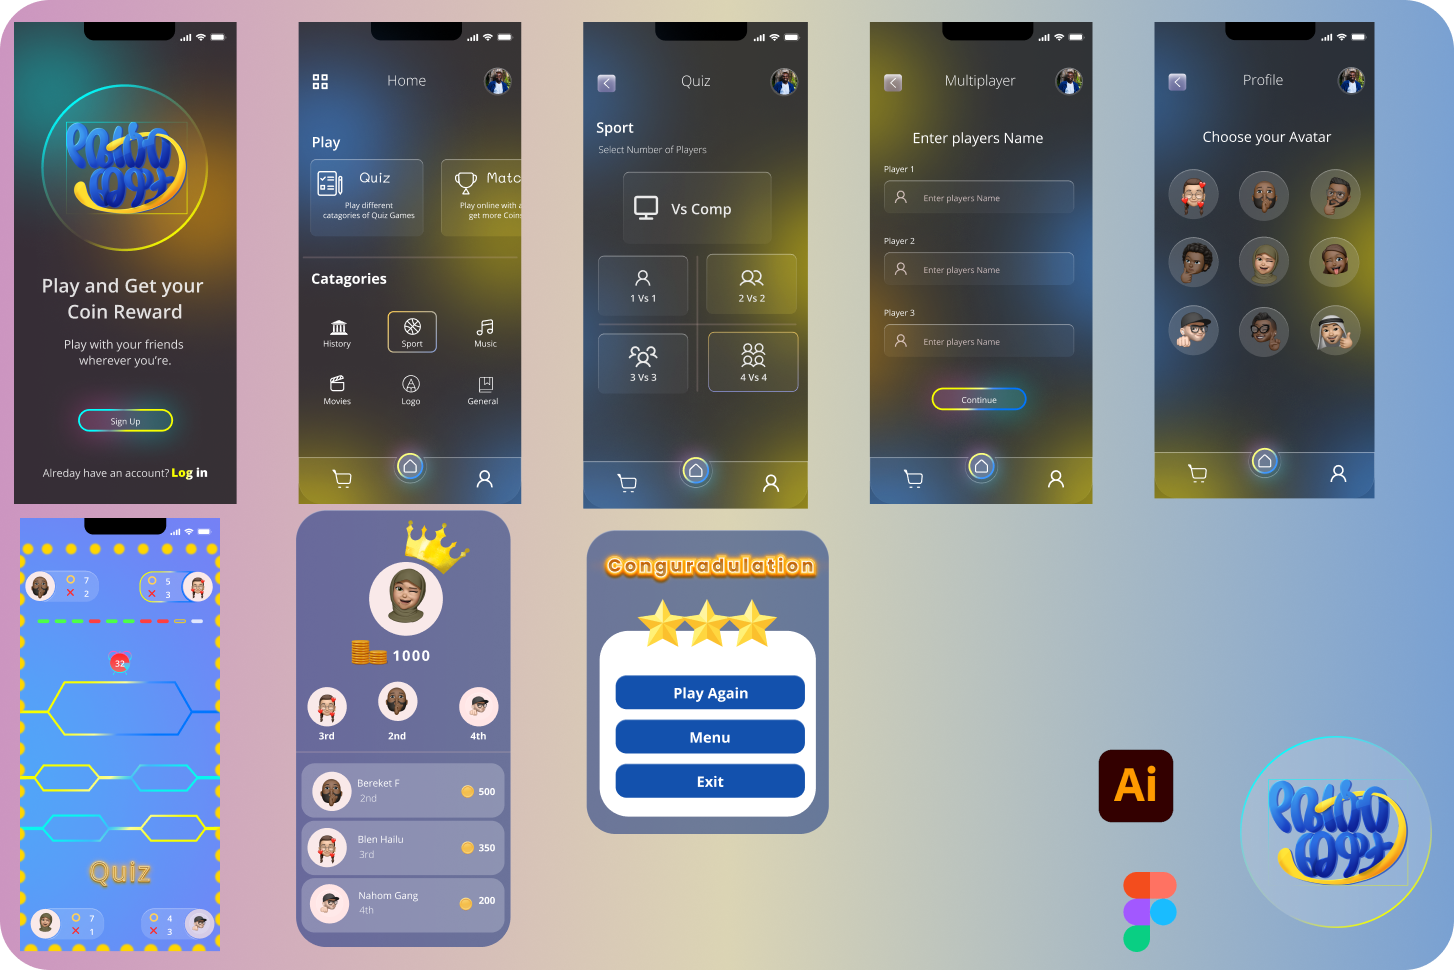 Play and Get your
Coin Reward
Play with your friends
wherever you're.
Sign Up
Alreday have an account? Log in
Home
Play
Quiz
Play different
catagories of Quiz Games
Matc
Play online with a
get more Coins
Catagories
History
Sport
Music
Movies
Logo
General
Quiz
Sport
Select Number of Players
Vs Comp
1 Vs 1
2 Vs 2
3 Vs 3
4 Vs 4
Multiplayer
Enter players Name
Player 1
Enter players Name
Player 2
Enter players Name
Player 3
Enter players Name
Continue
Profile
Choose your Avatar
7
2
5
3
32
Quiz
7
1
4
3
1000
3rd
2nd
4th
Bereket F
2nd
500
Blen Hailu
3rd
350
Nahom Gang
4th
200
Conguradulation
Play Again
Menu
Exit
Ai